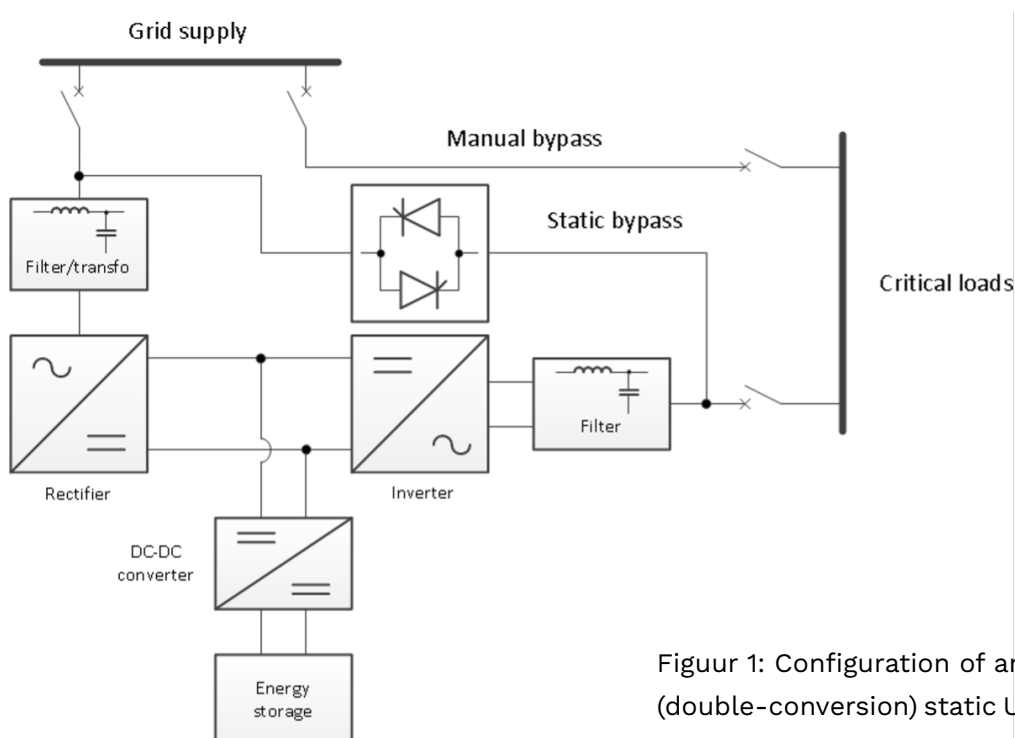 Grid supply
Manual bypass
Static bypass
Filter/transfo
Critical loads
Filter
Rectifier
Inverter
DC-DC
converter
Energy
storage
Figuur 1: Configuration of
(double-conversion) static